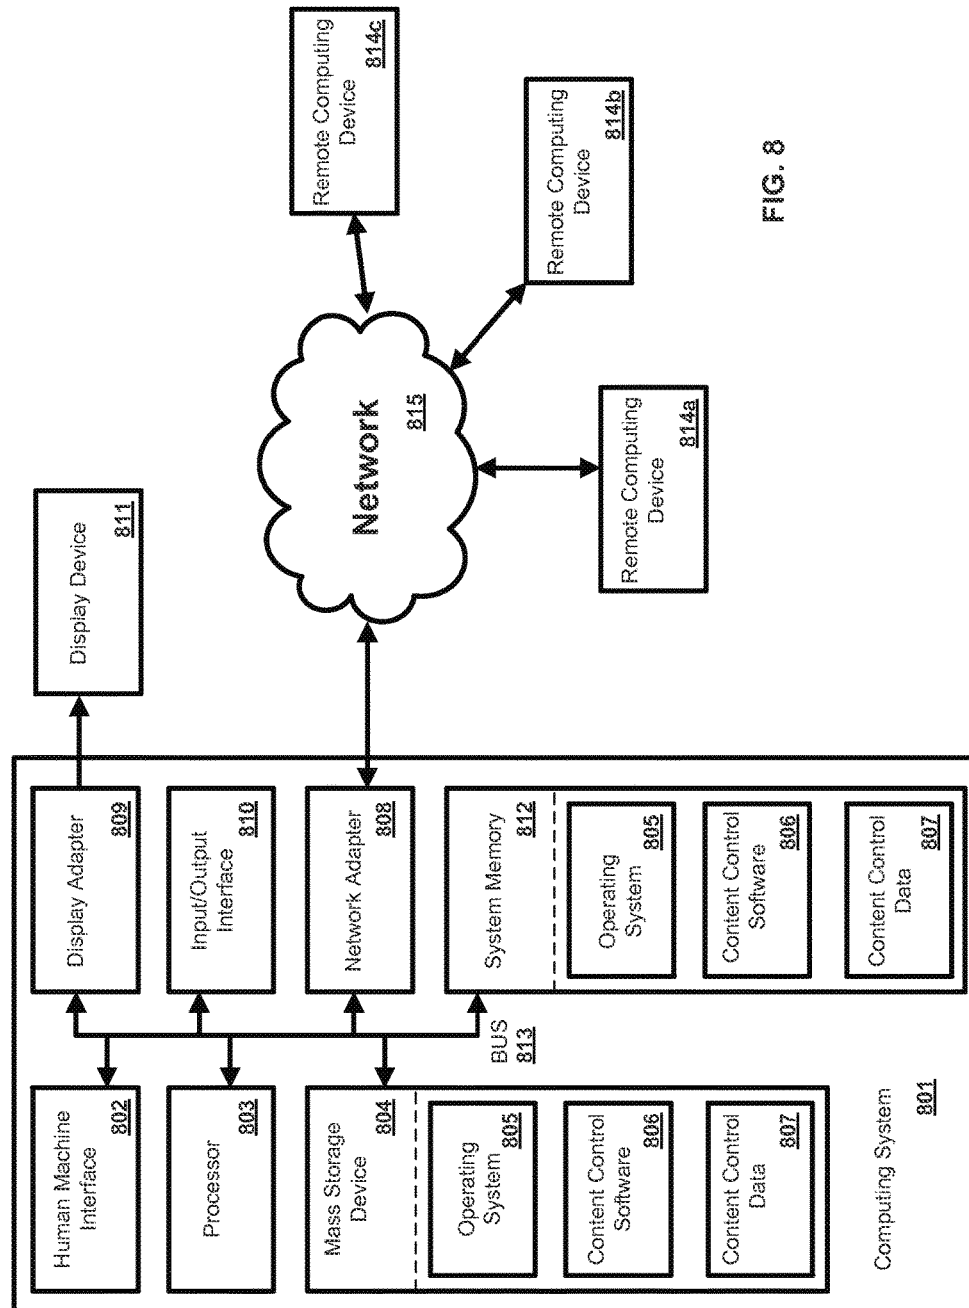 Human Machine
Interface
802
Processor
803
Mass Storage
Device
804
Operating
System
805
Content Control
Software
806
Content Control
Data
807
Computing System
801
BUS
813
Display Adapter
809
Input/Output
Interface
810
Network Adapter
808
System Memory
812
Operating
System
805
Content Control
Software
806
Content Control
Data
807
Display Device
811
Network
815
Remote Computing
Device
814a
Remote Computing
Device
814b
Remote Computing
Device
814c
FIG. 8